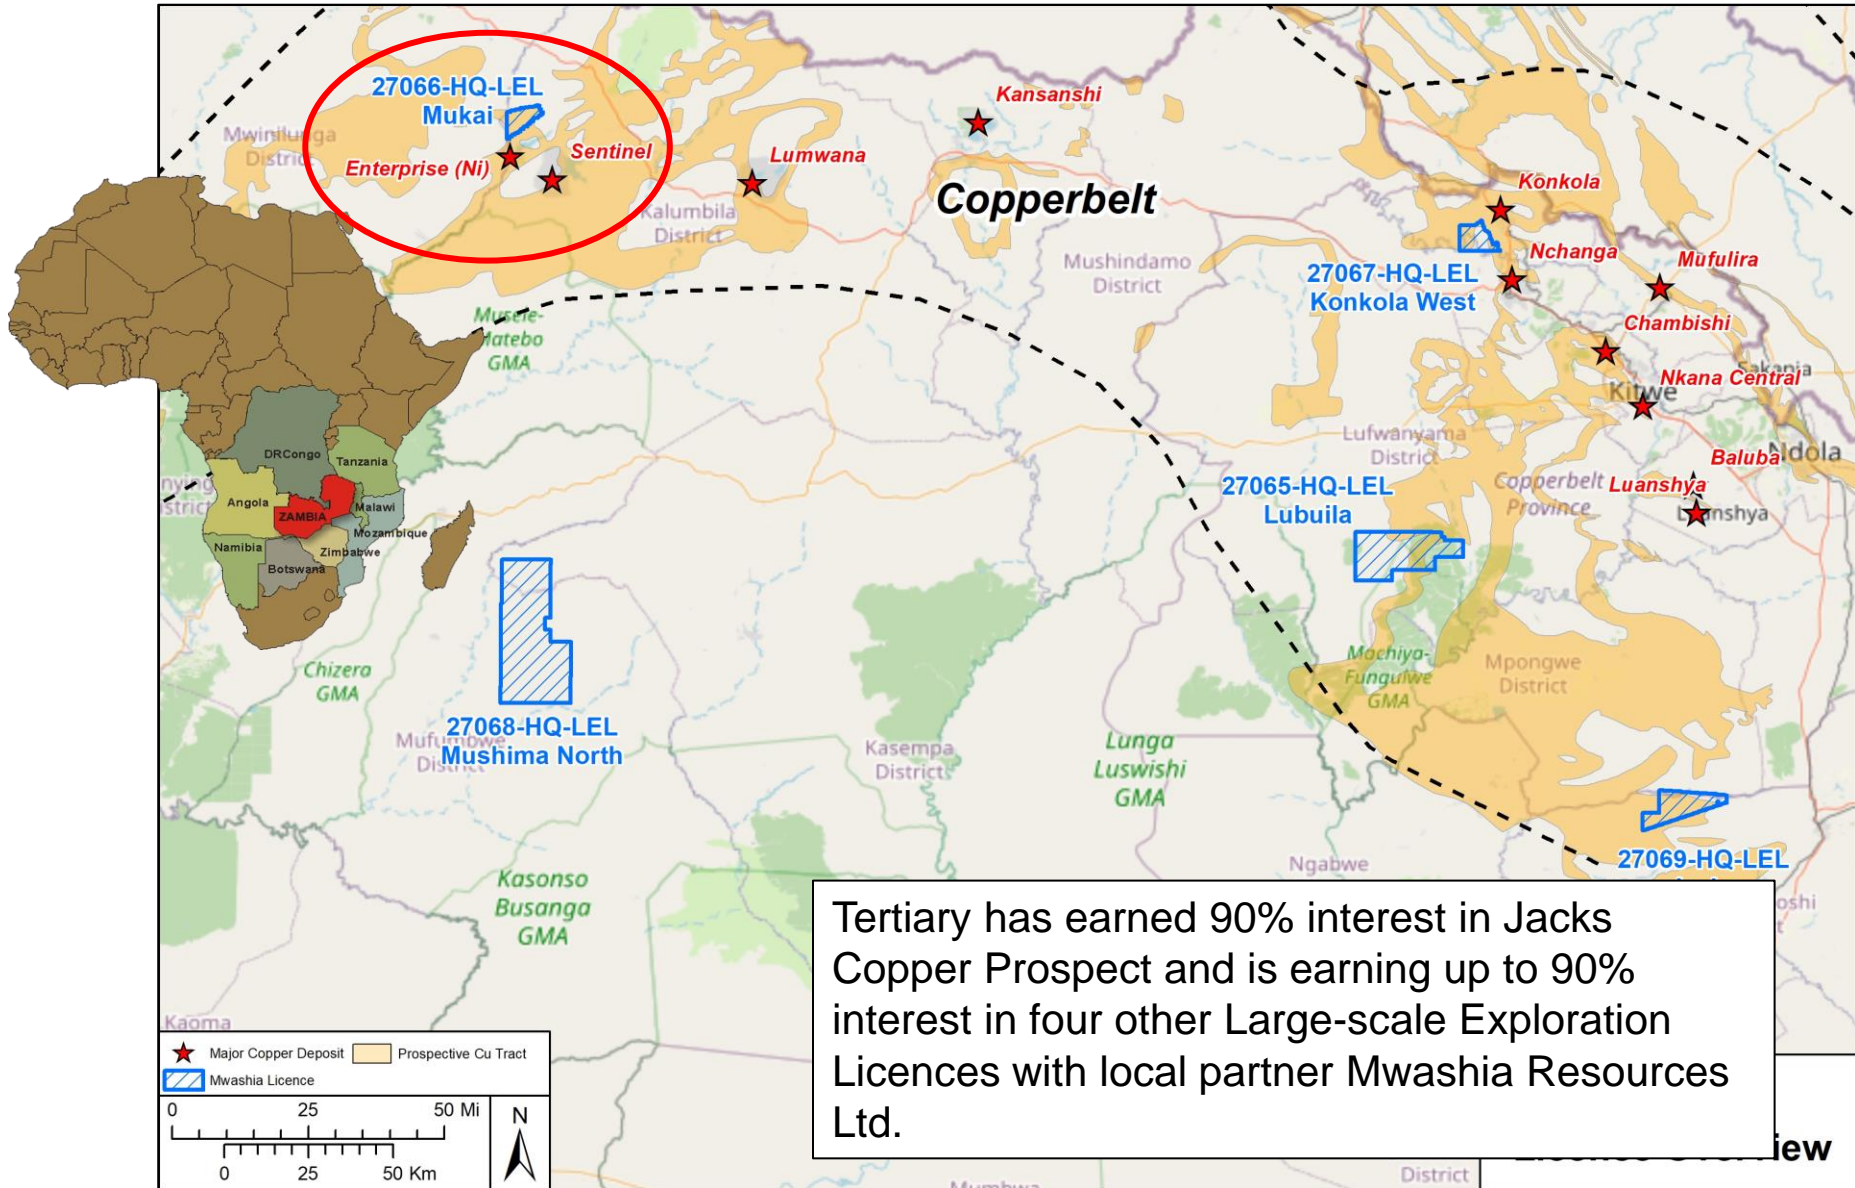 27066-HQ-LEL
Mukai
Mwinilunga
District
Enterprise (Ni)
Sentinel
Lumwana
Kansanshi
Copperbelt
Kalumbila
District
Mushindamo
District
Konkola
Nchanga
Mufulira
27067-HQ-LEL
Konkola West
Chambishi
Sakania
Nkana Central
Kitwe
Lufwanyama
District
Baluba
Ndola
Copperbelt
Province
Luanshya
Luanshya
27065-HQ-LEL
Lubuila
Musele-
Matebo
GMA
DRCongo
Tanzania
Angola
ZAMBIA
Malawi
Mozambique
Namibia
Zimbabwe
Botswana
Chizera
GMA
27068-HQ-LEL
Mushima North
Mufumbwe
District
Kasempa
District
Lunga
Luswishi
GMA
Machiya-
Fungulwe
GMA
Mpongwe
District
27069-HQ-LEL
Ngabwe
Kasonso
Busanga
GMA
Tertiary has earned 90% interest in Jacks
Copper Prospect and is earning up to 90%
interest in four other Large-scale Exploration
Licences with local partner Mwashia Resources
Ltd.
Kaoma
Major Copper Deposit
Prospective Cu Tract
Mwashia Licence
0 25 50 Mi
0 25 50 Km
N
District